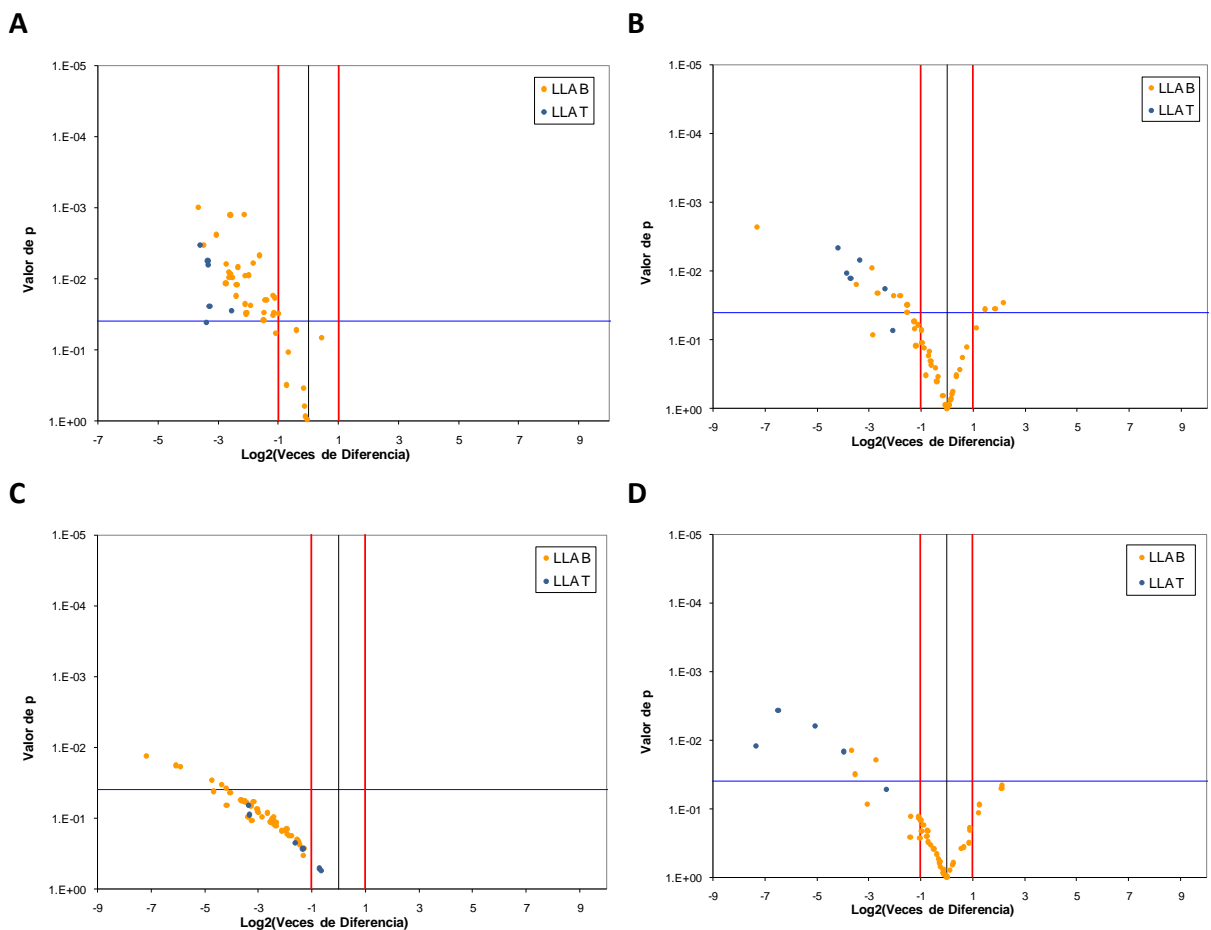 A
1.E-05
1.E-04
1.E-03
1.E-02
1.E-01
1.E+00
Valor de p
-7 -5 -3 -1 1 3 5 7 9
Log2(Veces de Diferencia)
LLA B
LLA T
B
1.E-05
1.E-04
1.E-03
1.E-02
1.E-01
1.E+00
Valor de p
-9 -7 -5 -3 -1 1 3 5 7 9
Log2(Veces de Diferencia)
LLA B
LLA T
C
1.E-05
1.E-04
1.E-03
1.E-02
1.E-01
1.E+00
Valor de p
-9 -7 -5 -3 -1 1 3 5 7 9
Log2(Veces de Diferencia)
LLA B
LLA T
D
1.E-05
1.E-04
1.E-03
1.E-02
1.E-01
1.E+00
Valor de p
-9 -7 -5 -3 -1 1 3 5 7 9
Log2(Veces de Diferencia)
LLA B
LLA T